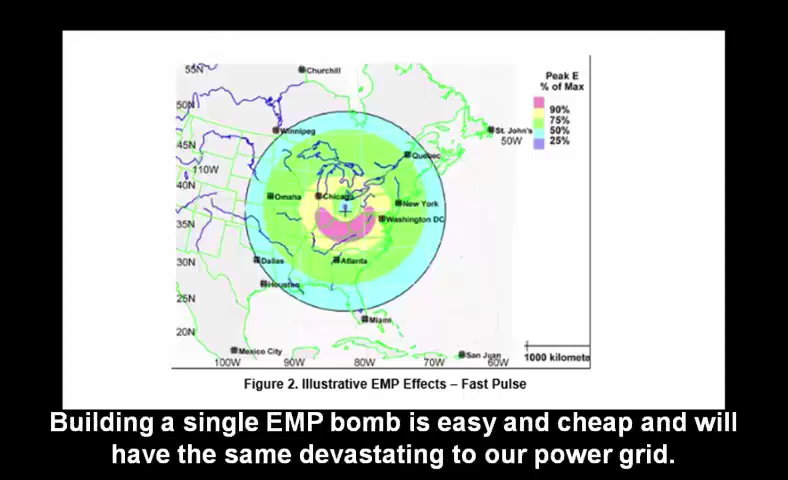 55N
Churchill
Peak E
% of Max
50N
90%
75%
50%
25%
Winnipeg
St. John's
50W
45N
Quebec
110W
40N
Omaha
Chicago
New York
Washington DC
35N
30N
Dallas
Atlanta
Houston
25N
Miami
20N
Mexico City
San Juan
1000 kilomete
100W 90W 80W 70W 60W
Figure 2. Illustrative EMP Effects – Fast Pulse
Building a single EMP bomb is easy and cheap and will
have the same devastating to our power grid.